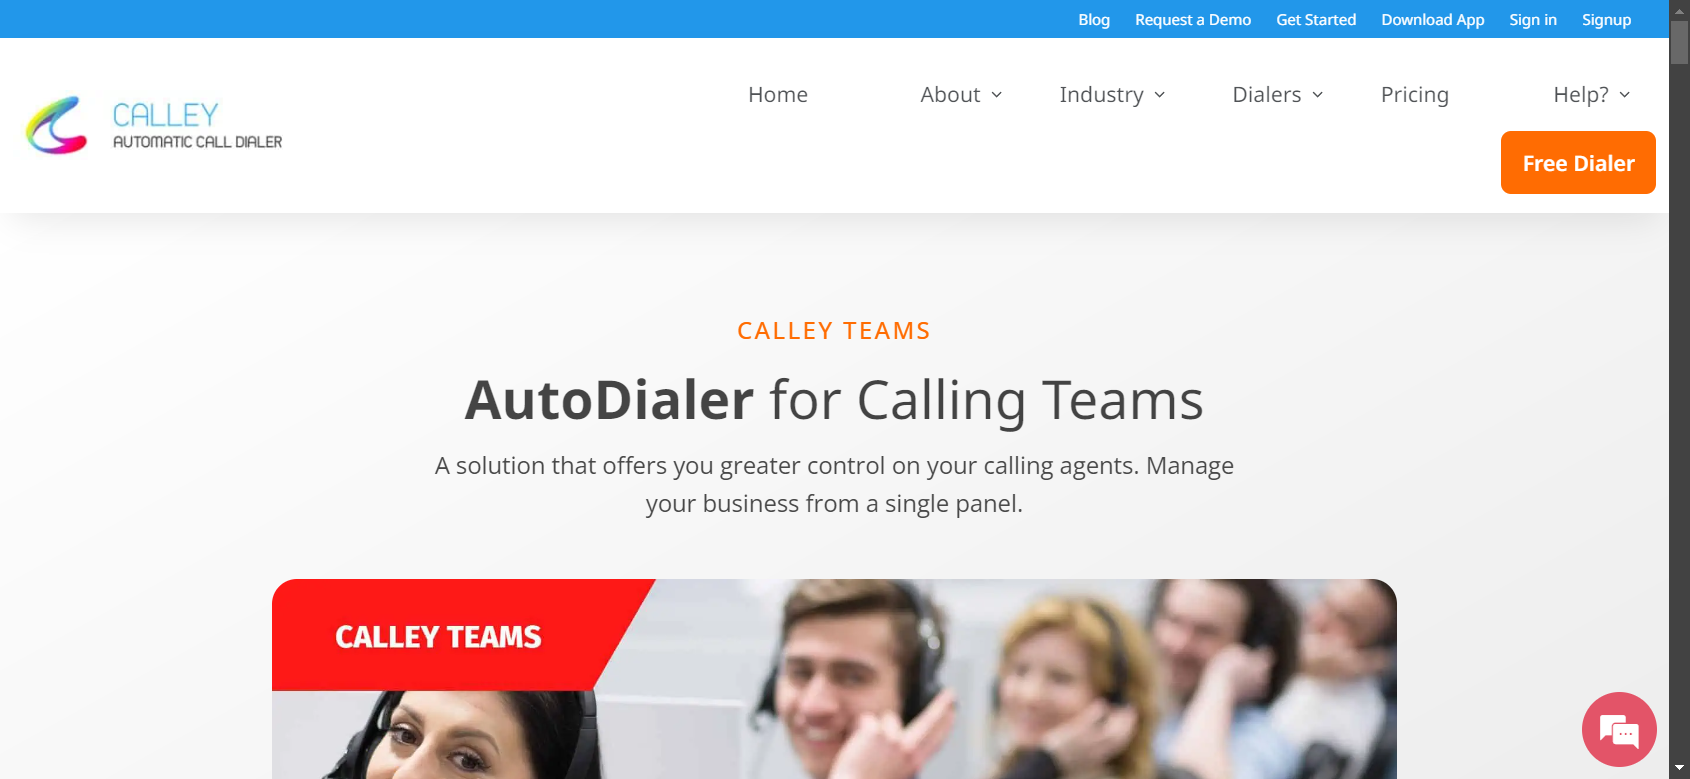 Blog Request a Demo Get Started Download App Sign in Signup
CALLEY
AUTOMATIC CALL DIALER
Home About Industry Dialers Pricing Help?
Free Dialer
CALLEY TEAMS
AutoDialer for Calling Teams
A solution that offers you greater control on your calling agents. Manage
your business from a single panel.
CALLEY TEAMS